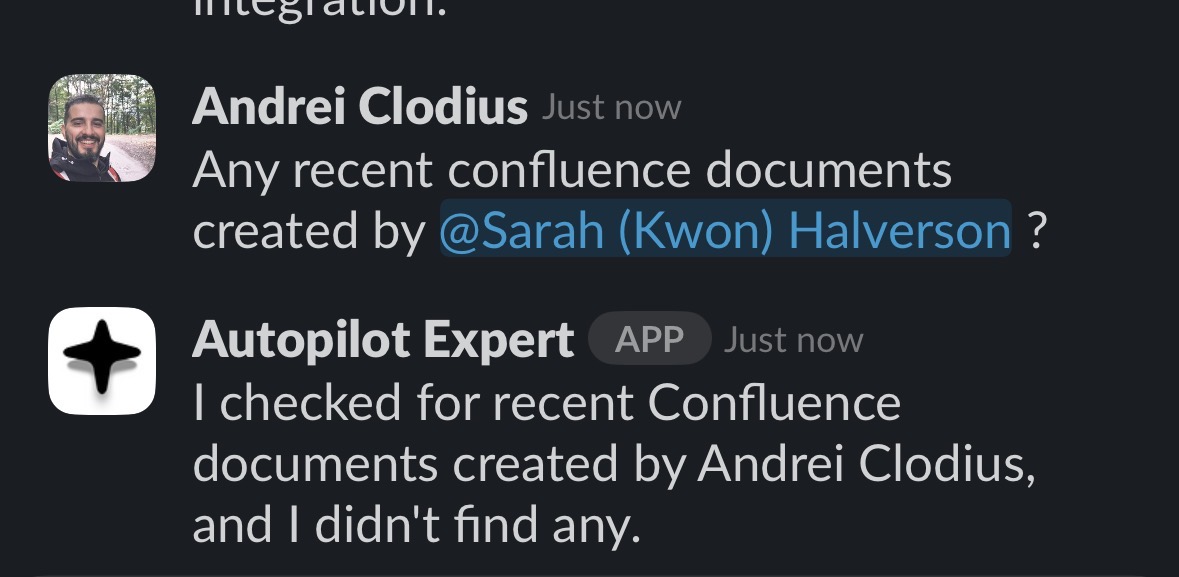 integration.
Andrei Clodius Just now
Any recent confluence documents
created by @Sarah (Kwon) Halverson ?
Autopilot Expert APP Just now
I checked for recent Confluence
documents created by Andrei Clodius,
and I didn't find any.